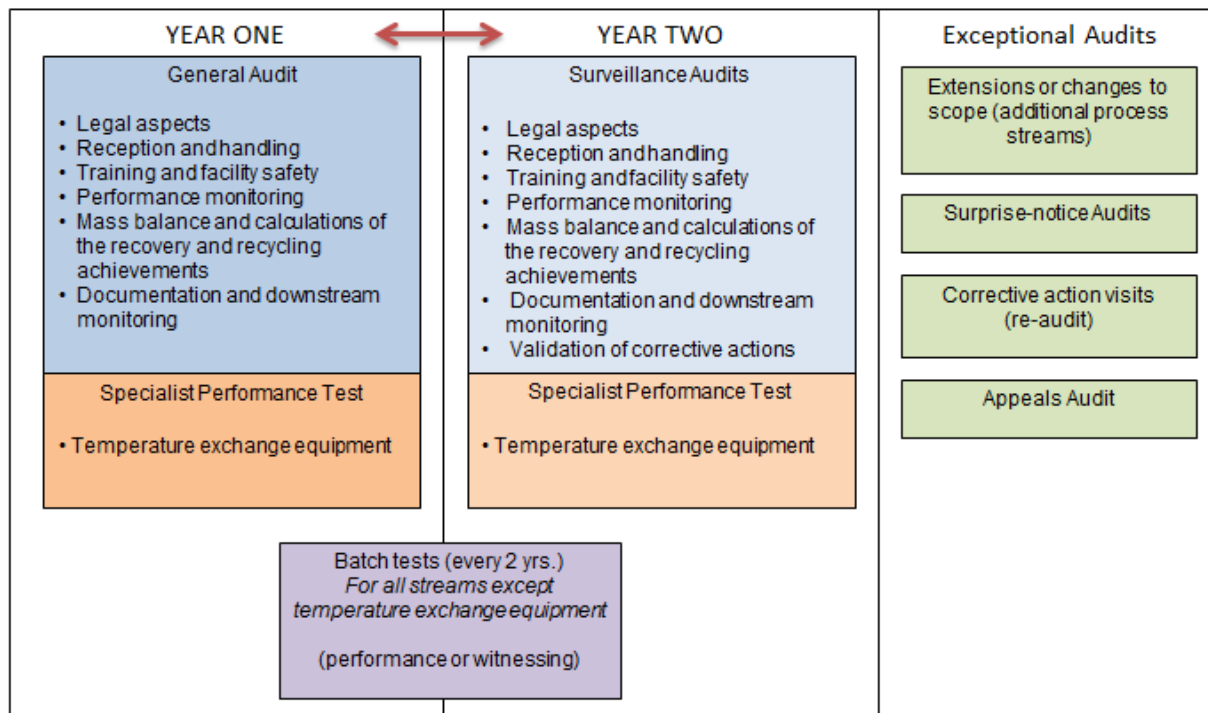 YEAR ONE
General Audit
• Legal aspects
• Reception and handling
• Training and facility safety
• Performance monitoring
• Mass balance and calculations of
the recovery and recycling
achievements
• Documentation and downstream
monitoring
Specialist Performance Test
• Temperature exchange equipment
YEAR TWO
Surveillance Audits
• Legal aspects
• Reception and handling
• Training and facility safety
• Performance monitoring
• Mass balance and calculations of
the recovery and recycling
achievements
• Documentation and downstream
monitoring
• Validation of corrective actions
Specialist Performance Test
• Temperature exchange equipment
Batch tests (every 2 yrs.)
For all streams except
temperature exchange equipment
(performance or witnessing)
Exceptional Audits
Extensions or changes to
scope (additional process
streams)
Surprise-notice Audits
Corrective action visits
(re-audit)
Appeals Audit